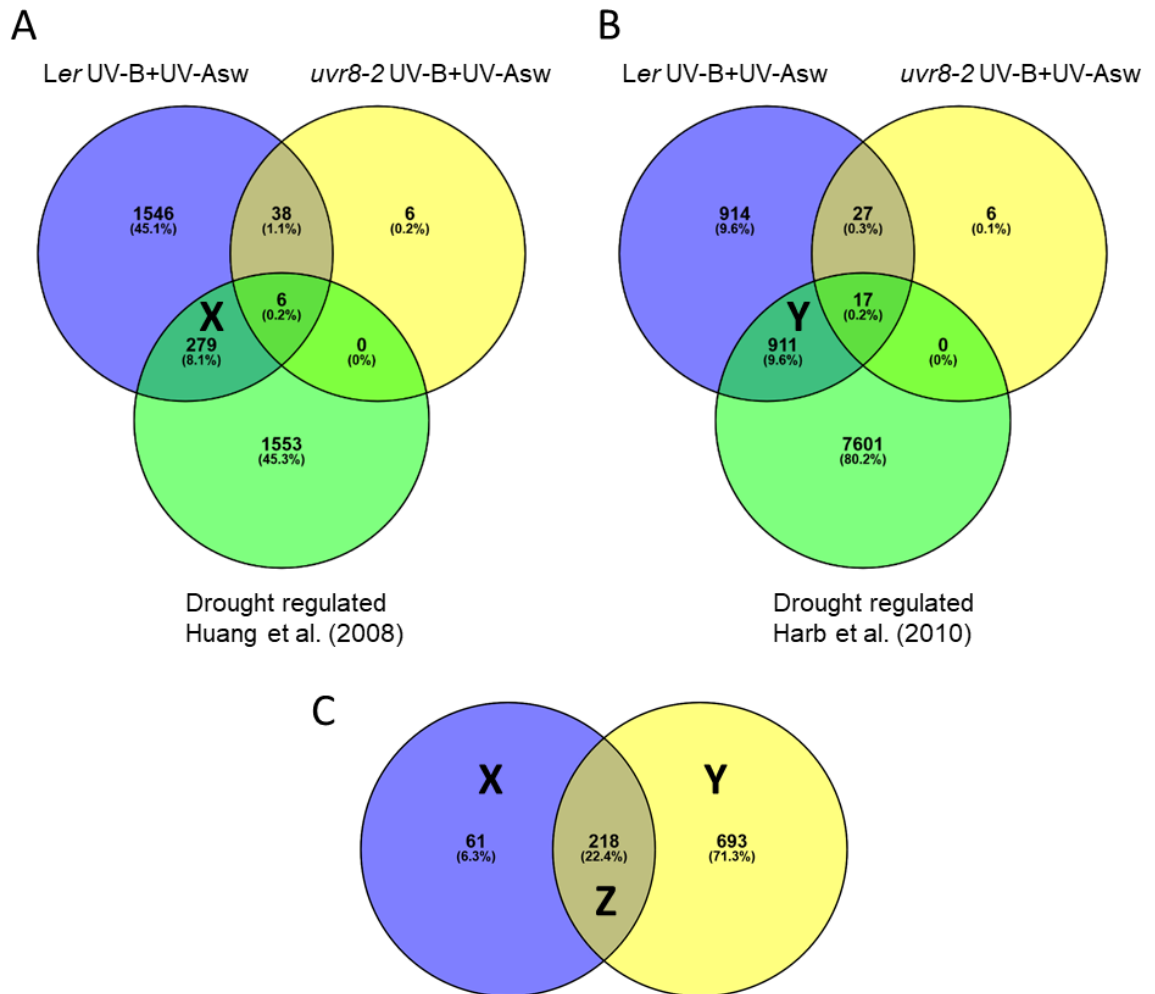 A
B
Ler UV-B+UV-Asw
uvr8-2 UV-B+UV-Asw
Ler UV-B+UV-Asw
uvr8-2 UV-B+UV-Asw
1546
(45.1%)
38
(1.1%)
6
(0.2%)
X
279
(8.1%)
6
(0.2%)
0
(0%)
1553
(45.3%)
Drought regulated
Huang et al. (2008)
914
(9.6%)
27
(0.3%)
6
(0.1%)
Y
911
(9.6%)
17
(0.2%)
0
(0%)
7601
(80.2%)
Drought regulated
Harb et al. (2010)
C
X
Y
61
(6.3%)
218
(22.4%)
693
(71.3%)
Z